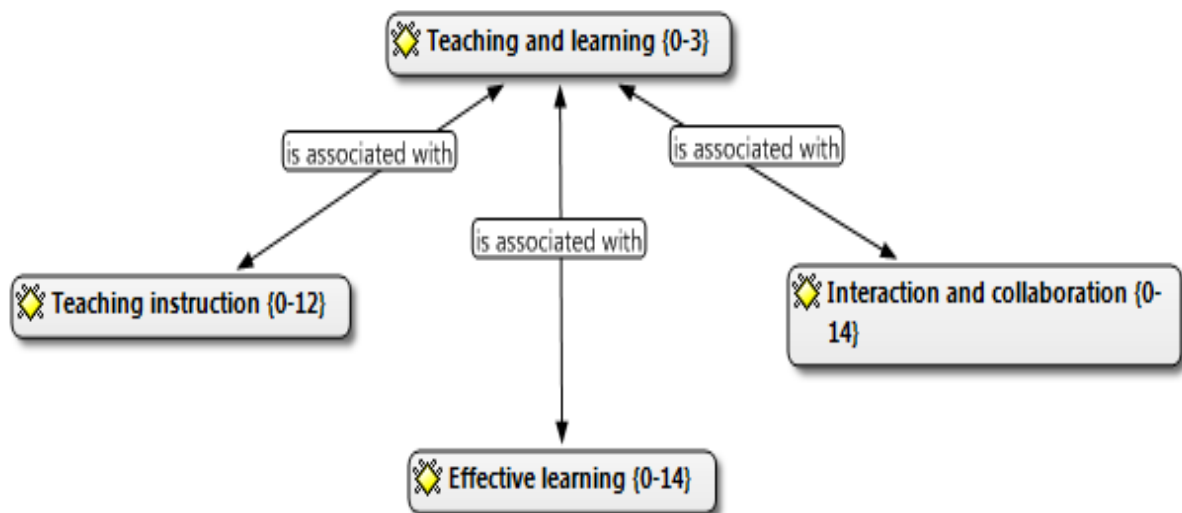 Teaching and learning {0-3}
is associated with
is associated with
is associated with
Teaching instruction {0-12}
Interaction and collaboration {0-
14}
Effective learning {0-14}